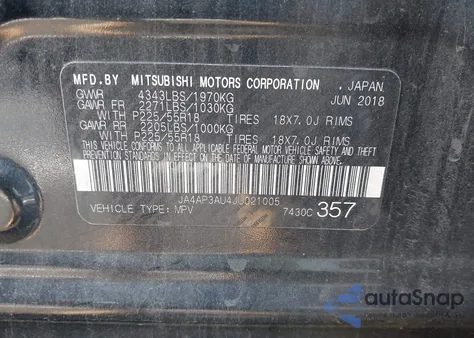 MFD.BY MITSUBISHI MOTORS CORPORATION , JAPAN
GVWR 4343LBS/1970KG JUN 2018
GAWR FR 2271LBS/1030KG
WITH P225/55R18 TIRES 18X7.0J RIMS
GAWR RR 2205LBS/1000KG
WITH P225/55R18 TIRES 18X7.0J RIMS
THIS VEHICLE CONFORMS TO ALL APPLICABLE
FEDERAL MOTOR VEHICLE SAFETY AND THEFT
PREVENTION STANDARDS IN EFFECT ON THE DATE
OF MANUFACTURE SHOWN ABOVE.
JA4AP3AU4JU021005
VEHICLE TYPE: MPV 7430C 357
autoSnap